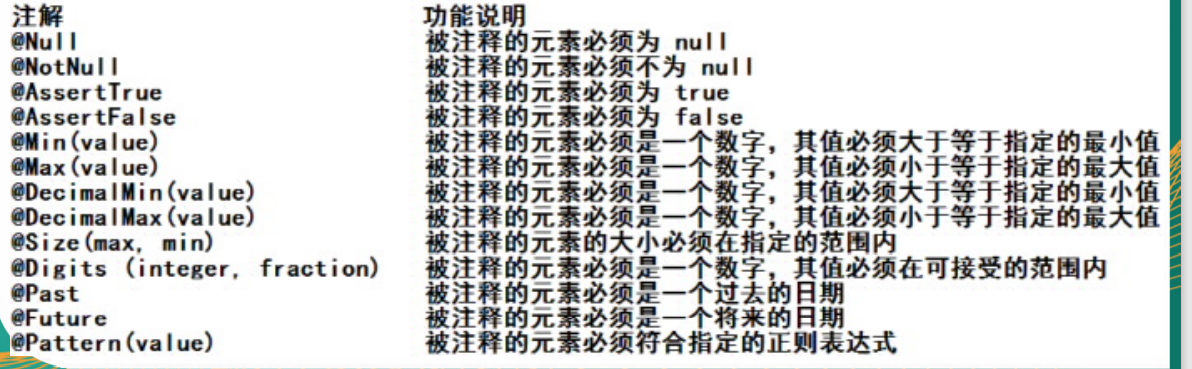 注解 功能说明
@Null 被注释的元素必须为 null
@NotNull 被注释的元素必须不为 null
@AssertTrue 被注释的元素必须为 true
@AssertFalse 被注释的元素必须为 false
@Min(value) 被注释的元素必须是一个数字，其值必须大于等于指定的最小值
@Max(value) 被注释的元素必须是一个数字，其值必须小于等于指定的最大值
@DecimalMin(value) 被注释的元素必须是一个数字，其值必须大于等于指定的最小值
@DecimalMax(value) 被注释的元素必须是一个数字，其值必须小于等于指定的最大值
@Size(max, min) 被注释的元素的大小必须在指定的范围内
@Digits (integer, fraction) 被注释的元素必须是一个数字，其值必须在可接受的范围内
@Past 被注释的元素必须是一个过去的日期
@Future 被注释的元素必须是一个将来的日期
@Pattern(value) 被注释的元素必须符合指定的正则表达式